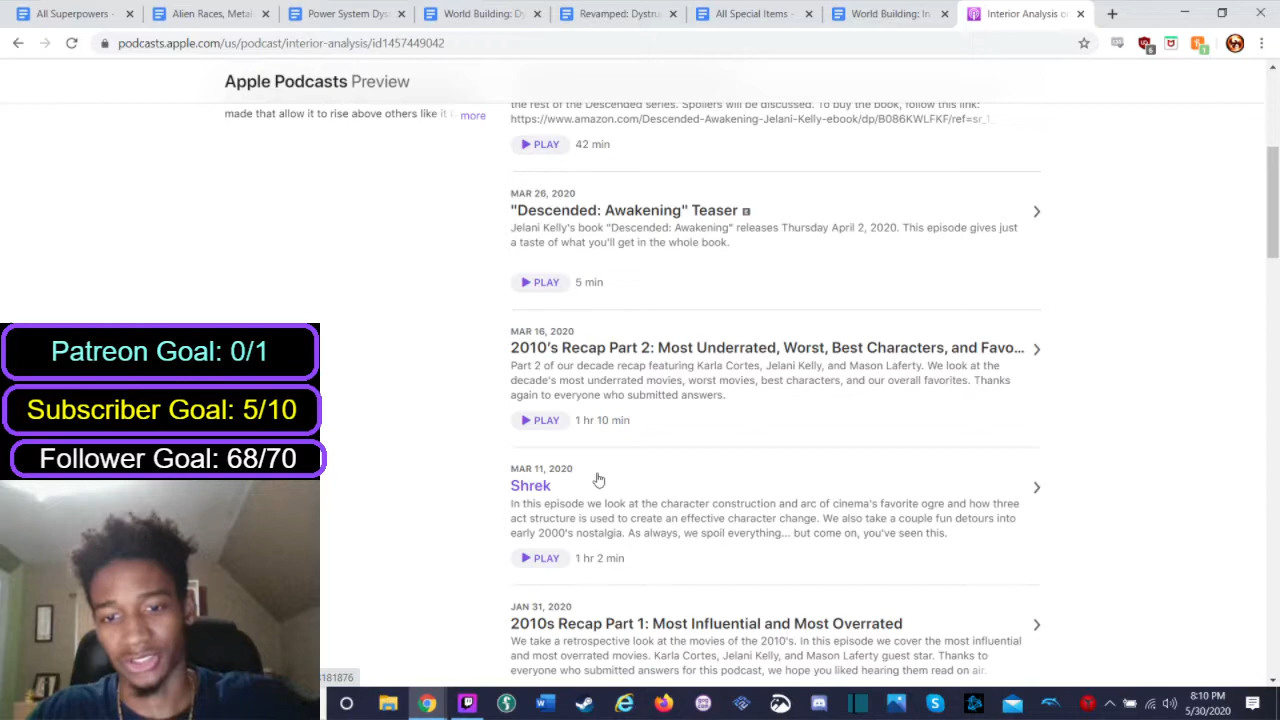 All Superpowers
Alien Races, Metal
Power System Dys
World Building: Dy
Revamped: Dystru
All Special Items -
World Building: In
Interior Analysis o
podcasts.apple.com/us/podcast/interior-analysis/id1457449042
6
1
Apple Podcasts Preview
made that allow it to rise above others like it
more
the rest of the Descended series. Spoilers will be discussed. To buy the book, follow this link:
https://www.amazon.com/Descended-Awakening-Jelani-Kelly-ebook/dp/B086KWLFKF/ref=sr_1_
PLAY 42 min
MAR 26, 2020
"Descended: Awakening" Teaser E
Jelani Kelly's book "Descended: Awakening" releases Thursday April 2, 2020. This episode gives just
a taste of what you'll get in the whole book.
PLAY 5 min
MAR 16, 2020
2010's Recap Part 2: Most Underrated, Worst, Best Characters, and Favo...
Part 2 of our decade recap featuring Karla Cortes, Jelani Kelly, and Mason Laferty. We look at the
decade's most underrated movies, worst movies, best characters, and our overall favorites. Thanks
again to everyone who submitted answers.
PLAY 1 hr 10 min
MAR 11, 2020
Shrek
In this episode we look at the character construction and arc of cinema's favorite ogre and how three
act structure is used to create an effective character change. We also take a couple fun detours into
early 2000's nostalgia. As always, we spoil everything... but come on, you've seen this.
PLAY 1 hr 2 min
JAN 31, 2020
2010s Recap Part 1: Most Influential and Most Overrated
We take a retrospective look at the movies of the 2010's. In this episode we cover the most influential
and most overrated movies. Karla Cortes, Jelani Kelly, and Mason Laferty guest star. Thanks to
everyone who submitted answers for this podcast, we hope you liked hearing them read on air.
Patreon Goal: 0/1
Subscriber Goal: 5/10
Follower Goal: 68/70
181876
8:10 PM
5/30/2020